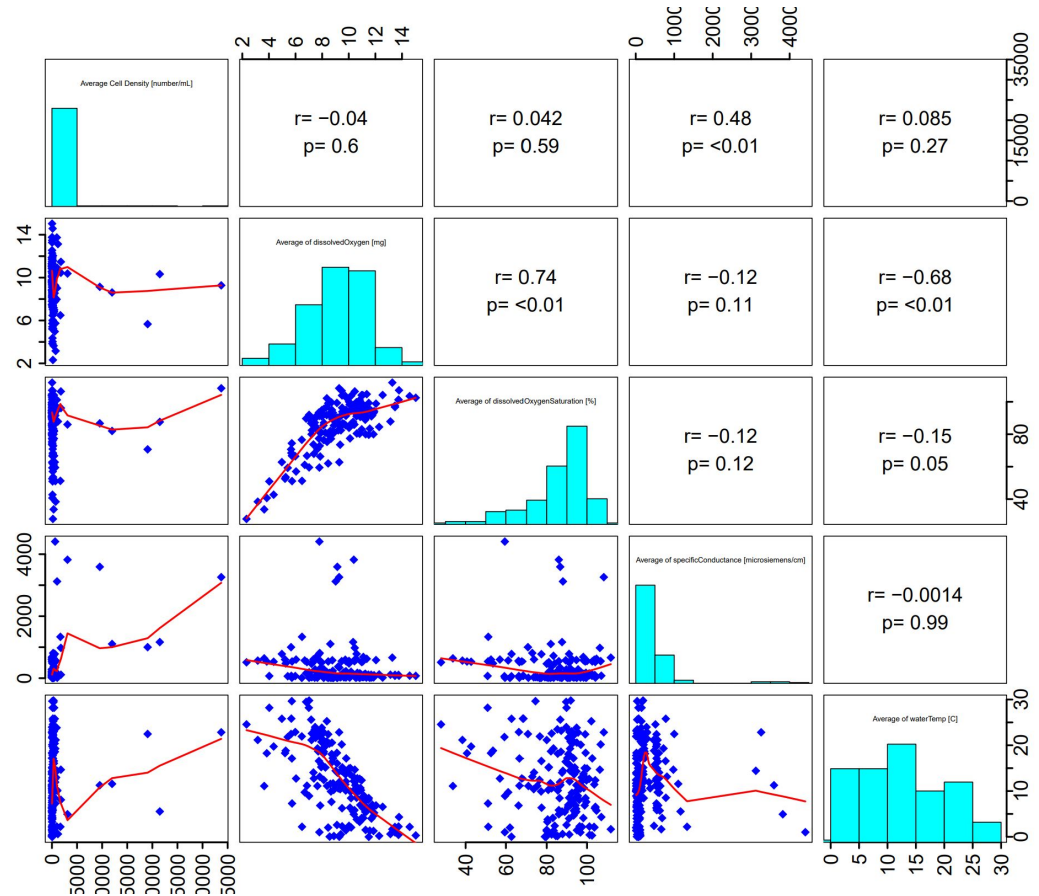 2 4 6 8 10 12 14
0 1000 2000 3000 4000
Average Cell Density [number/mL]
r= −0.04
p= 0.6
r= 0.042
p= 0.59
r= 0.48
p= <0.01
r= 0.085
p= 0.27
0 15000 35000
2 6 10 14
Average of dissolvedOxygen [mg]
r= 0.74
p= <0.01
r= −0.12
p= 0.11
r= −0.68
p= <0.01
Average of dissolvedOxygenSaturation [%]
r= −0.12
p= 0.12
r= −0.15
p= 0.05
40 80
0 2000 4000
Average of specificConductance [microsiemens/cm]
r= −0.0014
p= 0.99
Average of waterTemp [C]
0 10 20 30
0
40 60 80 100
0 5 10 15 20 25 30